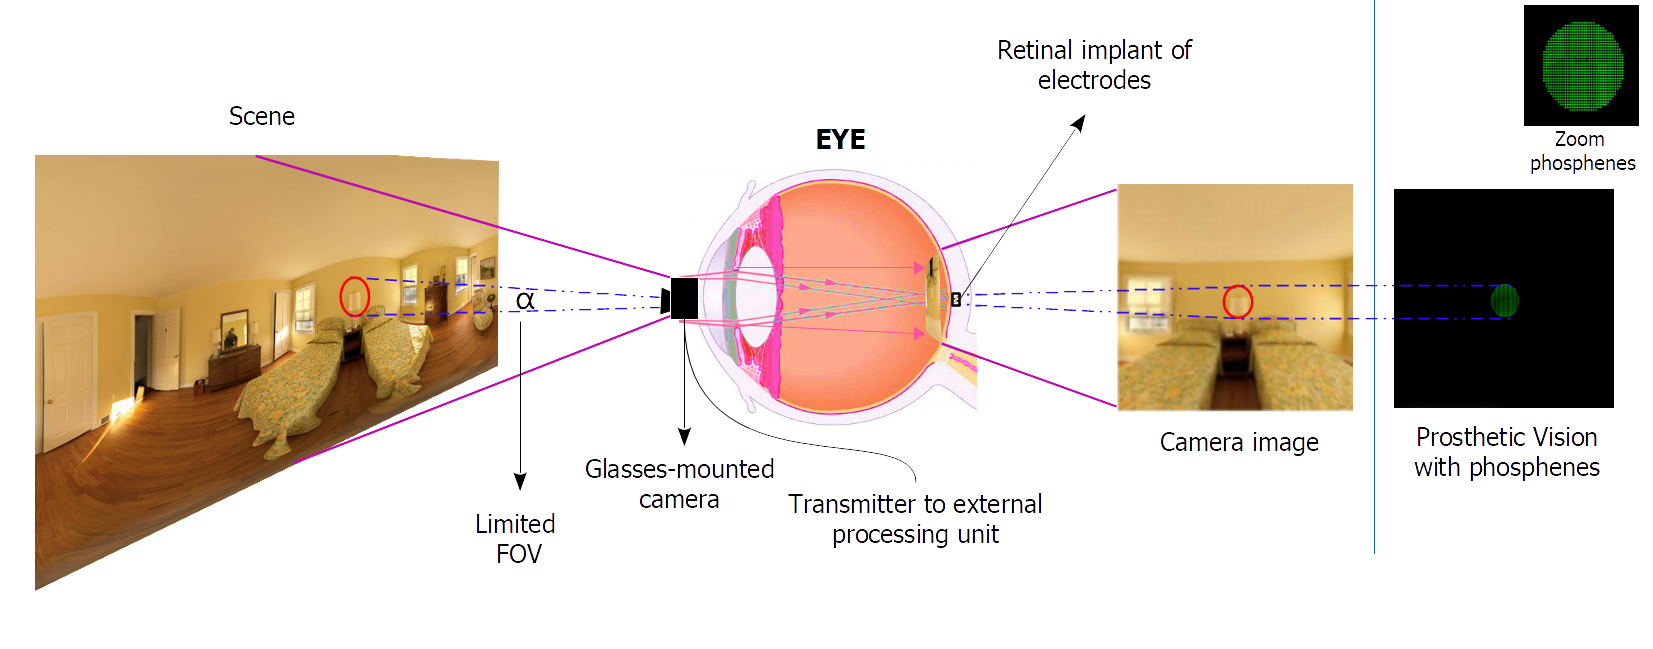 Scene
α
Limited
FOV
EYE
Glasses-mounted
camera
Transmitter to external
processing unit
Retinal implant of
electrodes
Camera image
Zoom
phosphenes
Prosthetic Vision
with phosphenes